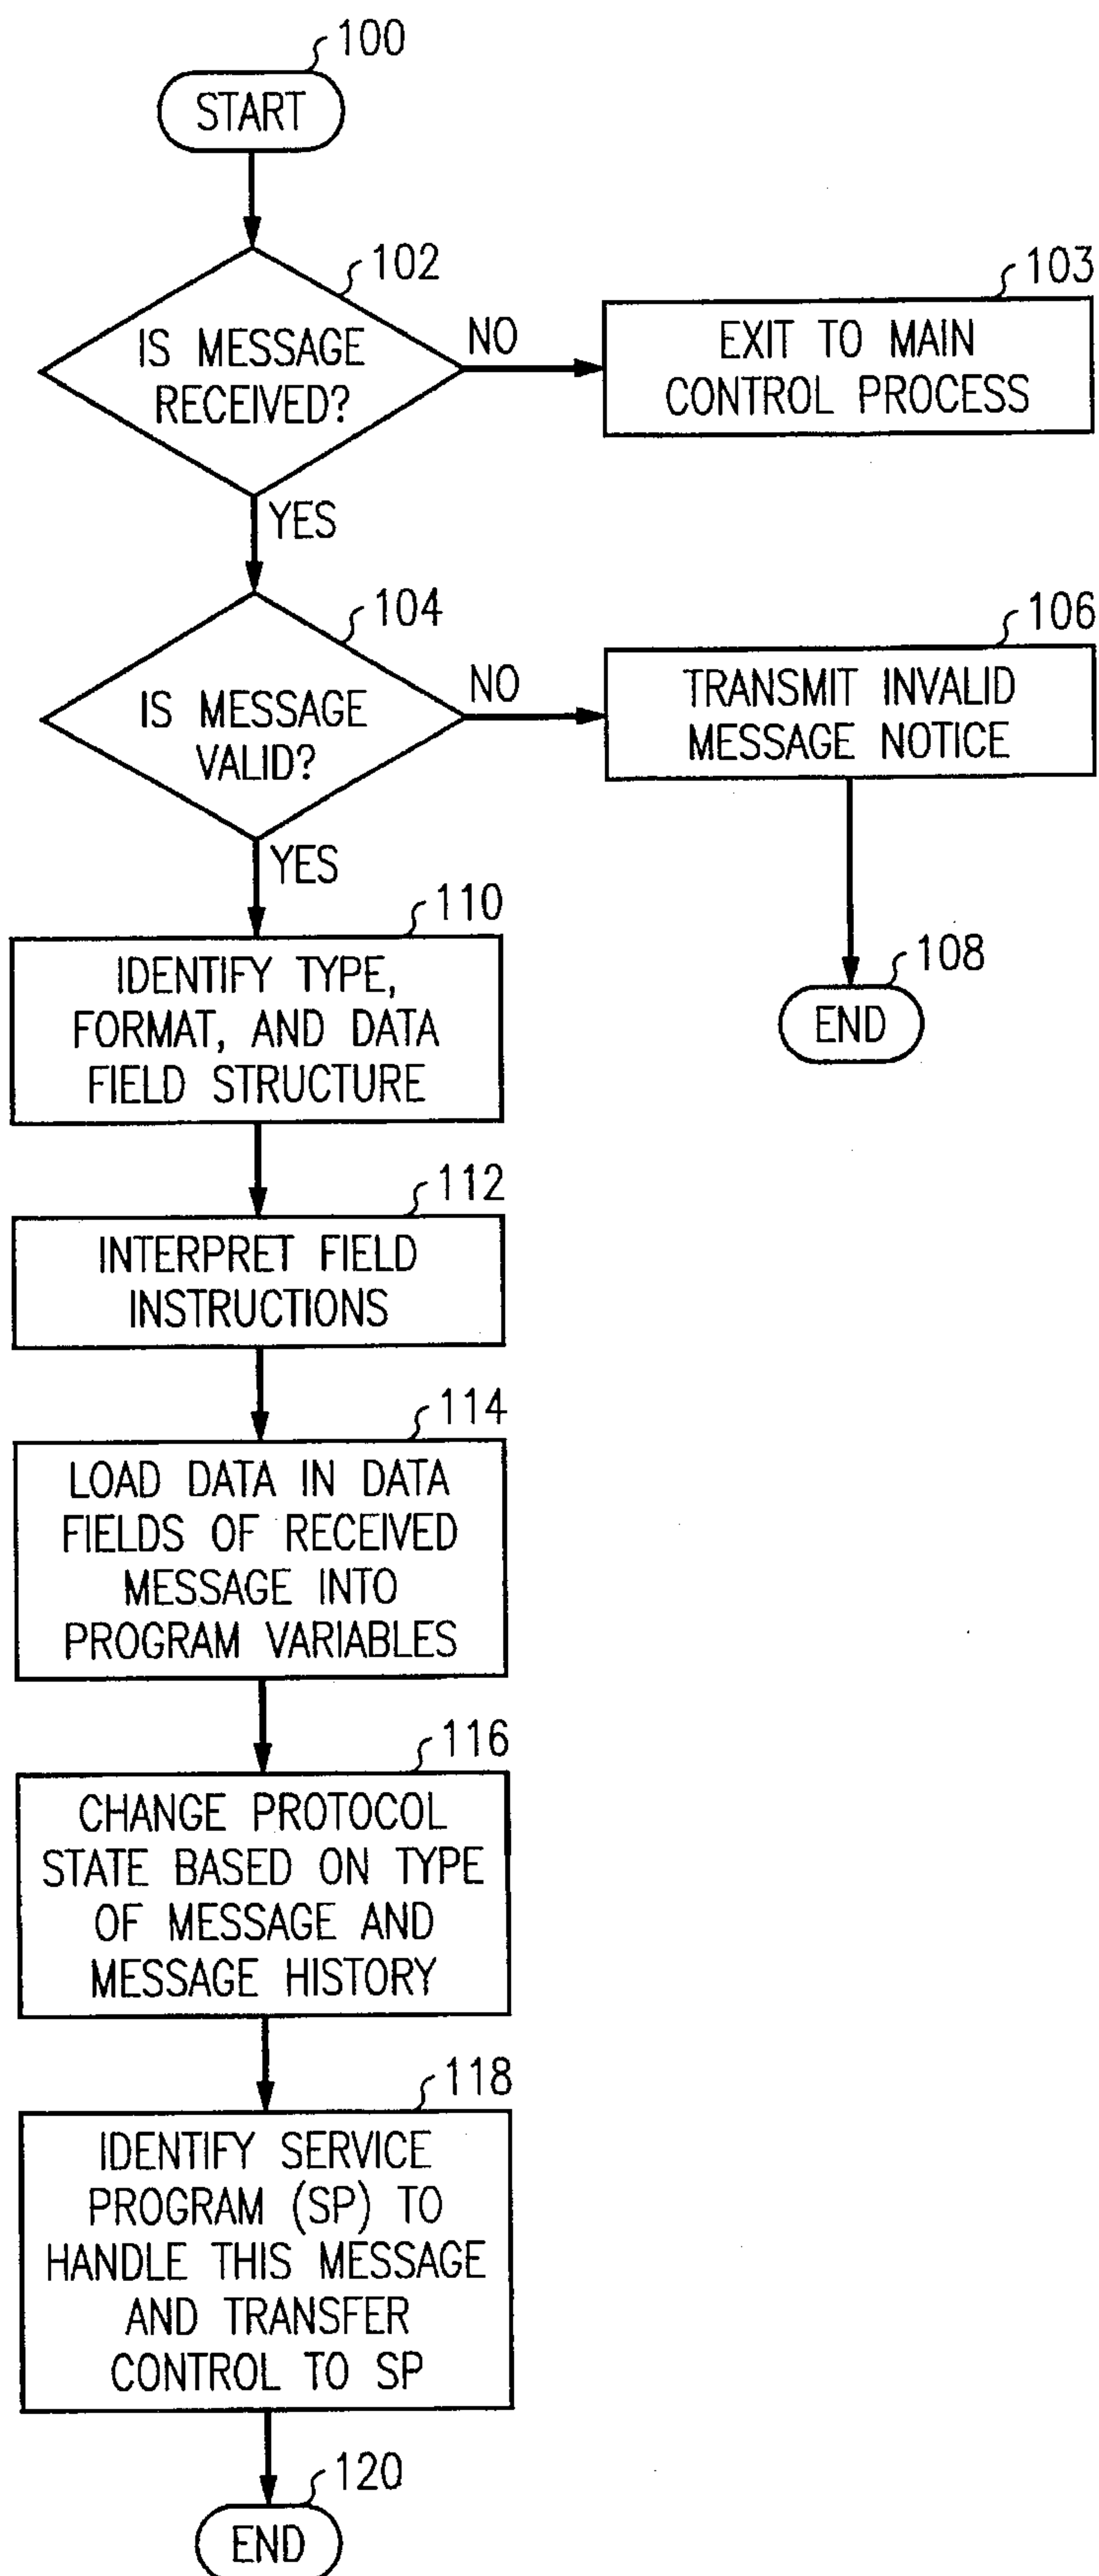 100
START
102
IS MESSAGE
RECEIVED?
NO
103
EXIT TO MAIN
CONTROL PROCESS
YES
104
IS MESSAGE
VALID?
NO
106
TRANSMIT INVALID
MESSAGE NOTICE
YES
108
END
110
IDENTIFY TYPE,
FORMAT, AND DATA
FIELD STRUCTURE
112
INTERPRET FIELD
INSTRUCTIONS
114
LOAD DATA IN DATA
FIELDS OF RECEIVED
MESSAGE INTO
PROGRAM VARIABLES
116
CHANGE PROTOCOL
STATE BASED ON TYPE
OF MESSAGE AND
MESSAGE HISTORY
118
IDENTIFY SERVICE
PROGRAM (SP) TO
HANDLE THIS MESSAGE
AND TRANSFER
CONTROL TO SP
120
END